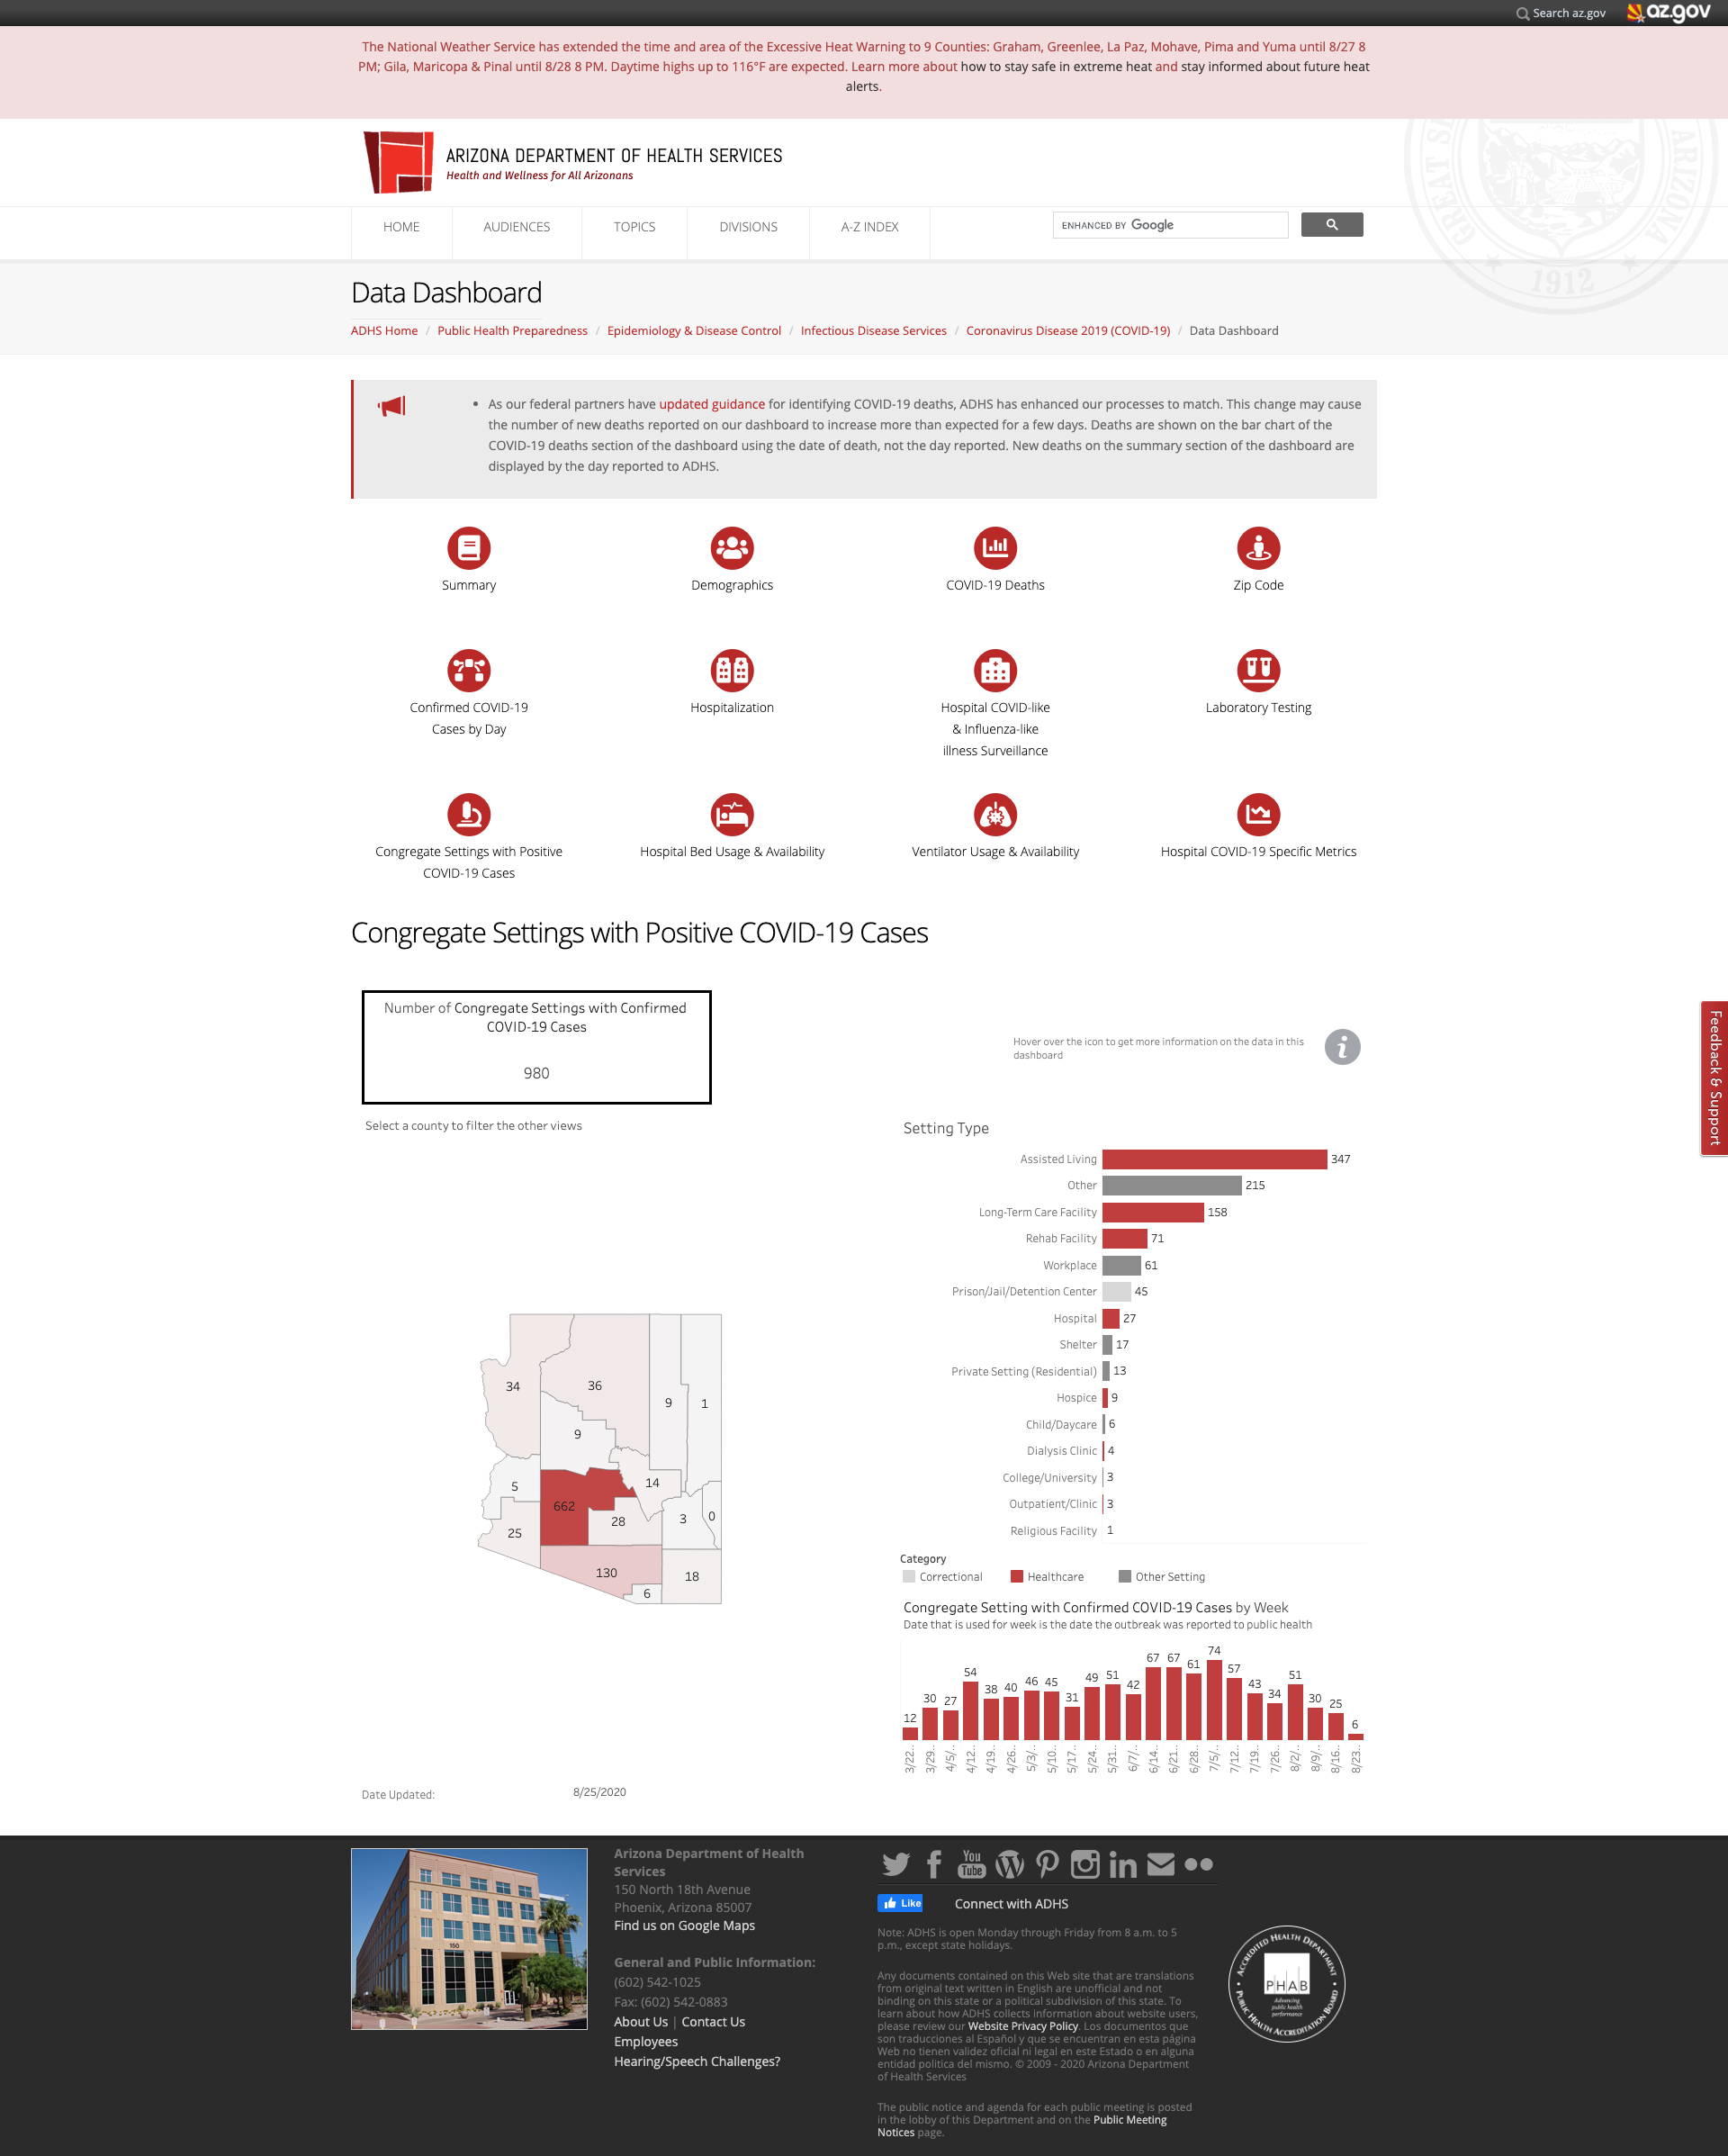 Search az.gov
az.gov
The National Weather Service has extended the time and area of the Excessive Heat Warning to 9 Counties: Graham, Greenlee, La Paz, Mohave, Pima and Yuma until 8/27 8
PM; Gila, Maricopa & Pinal until 8/28 8 PM. Daytime highs up to 116°F are expected. Learn more about how to stay safe in extreme heat and stay informed about future heat
alerts.
ARIZONA DEPARTMENT OF HEALTH SERVICES
Health and Wellness for All Arizonans
GREAT SE
ARIZONA
1912
HOME
AUDIENCES
TOPICS
DIVISIONS
A-Z INDEX
ENHANCED BY Google
Data Dashboard
ADHS Home / Public Health Preparedness / Epidemiology & Disease Control / Infectious Disease Services / Coronavirus Disease 2019 (COVID-19) / Data Dashboard
• As our federal partners have updated guidance for identifying COVID-19 deaths, ADHS has enhanced our processes to match. This change may cause
the number of new deaths reported on our dashboard to increase more than expected for a few days. Deaths are shown on the bar chart of the
COVID-19 deaths section of the dashboard using the date of death, not the day reported. New deaths on the summary section of the dashboard are
displayed by the day reported to ADHS.
Summary
Demographics
COVID-19 Deaths
Zip Code
Confirmed COVID-19
Cases by Day
Hospitalization
Hospital COVID-like
& Influenza-like
illness Surveillance
Laboratory Testing
Congregate Settings with Positive
COVID-19 Cases
Hospital Bed Usage & Availability
Ventilator Usage & Availability
Hospital COVID-19 Specific Metrics
Congregate Settings with Positive COVID-19 Cases
Number of Congregate Settings with Confirmed
COVID-19 Cases
980
Hover over the icon to get more information on the data in this
dashboard
i
Feedback & Support
Select a county to filter the other views
34
36
9
1
9
5
14
662
28
3
0
25
130
18
6
Setting Type
Assisted Living 347
Other 215
Long-Term Care Facility 158
Rehab Facility 71
Workplace 61
Prison/Jail/Detention Center 45
Hospital 27
Shelter 17
Private Setting (Residential) 13
Hospice 9
Child/Daycare 6
Dialysis Clinic 4
College/University 3
Outpatient/Clinic 3
Religious Facility 1
Category
Correctional
Healthcare
Other Setting
Congregate Setting with Confirmed COVID-19 Cases by Week
Date that is used for week is the date the outbreak was reported to public health
12 30 27 54 38 40 46 45 31 49 51 42 67 67 61 74 57 43 34 51 30 25 6
3/22.. 3/29.. 4/5/.. 4/12.. 4/19.. 4/26.. 5/3/.. 5/10.. 5/17.. 5/24.. 5/31.. 6/7/.. 6/14.. 6/21.. 6/28.. 7/5/.. 7/12.. 7/19.. 7/26.. 8/2/.. 8/9/.. 8/16.. 8/23..
Date Updated:
8/25/2020
150
Arizona Department of Health
Services
150 North 18th Avenue
Phoenix, Arizona 85007
Find us on Google Maps
General and Public Information:
(602) 542-1025
Fax: (602) 542-0883
About Us | Contact Us
Employees
Hearing/Speech Challenges?
You
Tube
Like
Connect with ADHS
Note: ADHS is open Monday through Friday from 8 a.m. to 5
p.m., except state holidays.
Any documents contained on this Web site that are translations
from original text written in English are unofficial and not
binding on this state or a political subdivision of this state. To
learn about how ADHS collects information about website users,
please review our Website Privacy Policy. Los documentos que
son traducciones al Español y que se encuentran en esta página
Web no tienen validez oficial ni legal en este Estado o en alguna
entidad política del mismo. © 2009 - 2020 Arizona Department
of Health Services
The public notice and agenda for each public meeting is posted
in the lobby of this Department and on the Public Meeting
Notices page.
ACCREDITED HEALTH DEPARTMENT
PHAB
Advancing
public health
performance
PUBLIC HEALTH ACCREDITATION BOARD